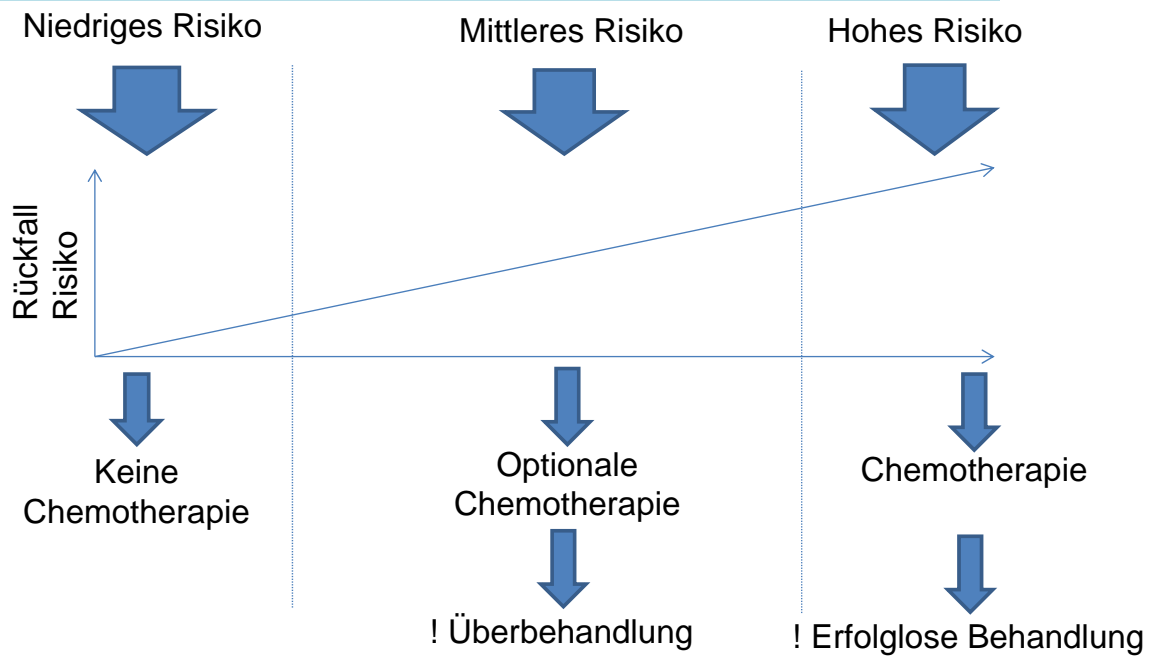 Niedriges Risiko
Mittleres Risiko
Hohes Risiko
Rückfall
Risiko
Keine
Chemotherapie
Optionale
Chemotherapie
Chemotherapie
! Überbehandlung
! Erfolglose Behandlung